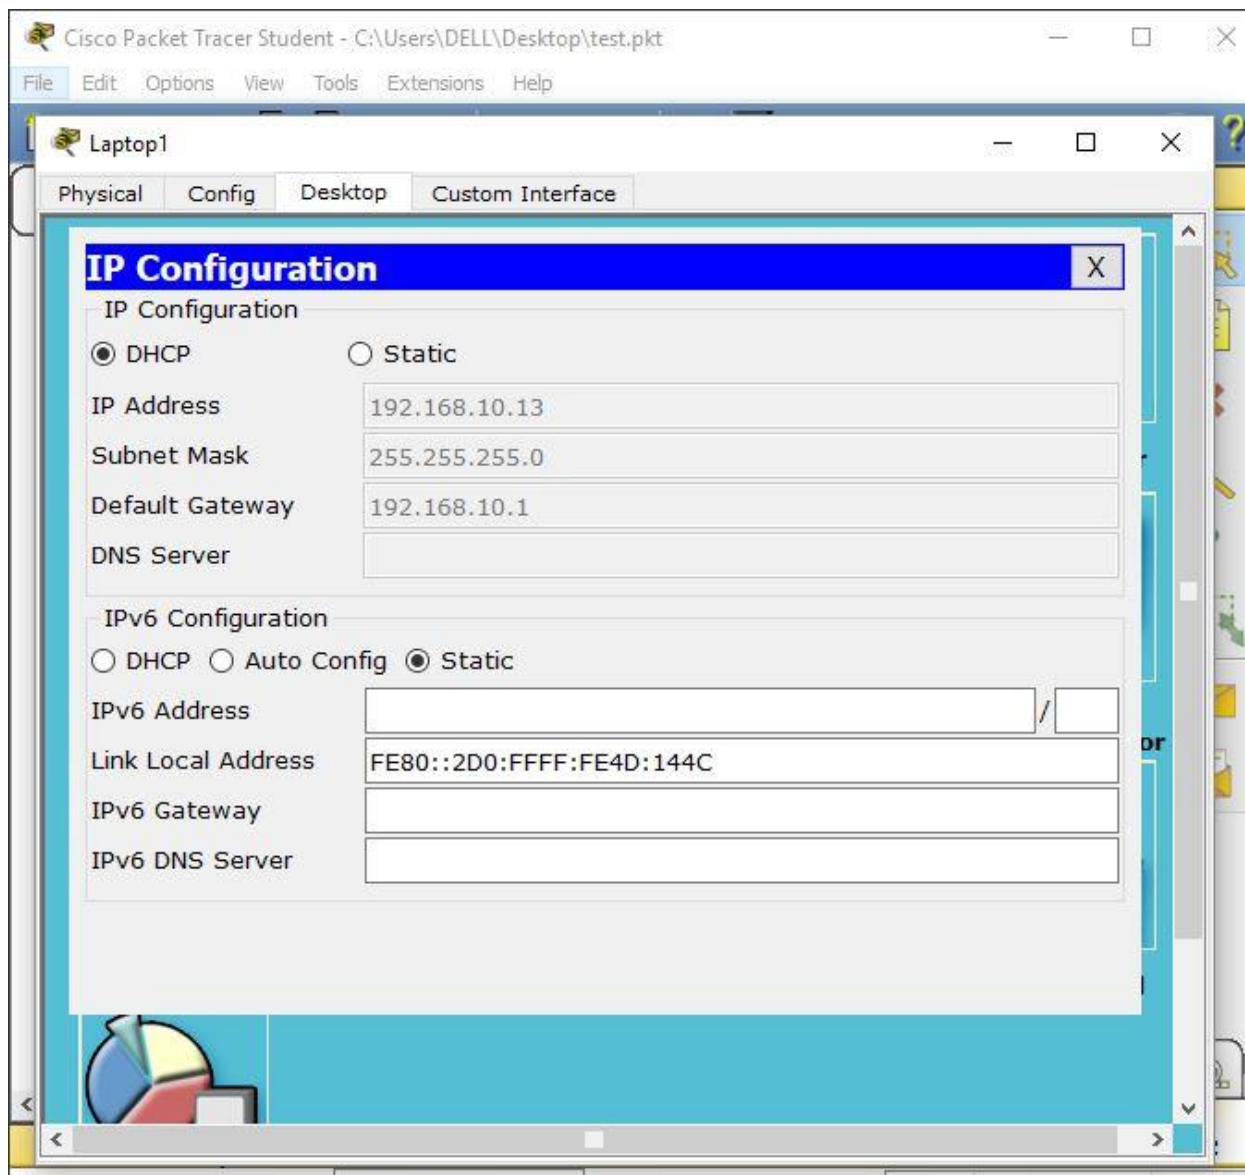 Cisco Packet Tracer Student - C:\Users\DELL\Desktop\test.pkt
File Edit Options View Tools Extensions Help
Laptop1
Physical Config Desktop Custom Interface
IP Configuration X
IP Configuration
DHCP Static
IP Address 192.168.10.13
Subnet Mask 255.255.255.0
Default Gateway 192.168.10.1
DNS Server
IPv6 Configuration
DHCP Auto Config Static
IPv6 Address /
Link Local Address FE80::2D0:FFFF:FE4D:144C
IPv6 Gateway
IPv6 DNS Server